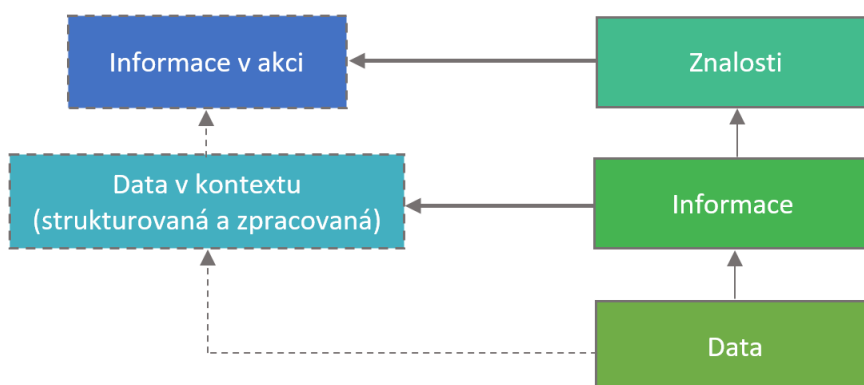 Informace v akci
Znalosti
Data v kontextu
(strukturovaná a zpracovaná)
Informace
Data